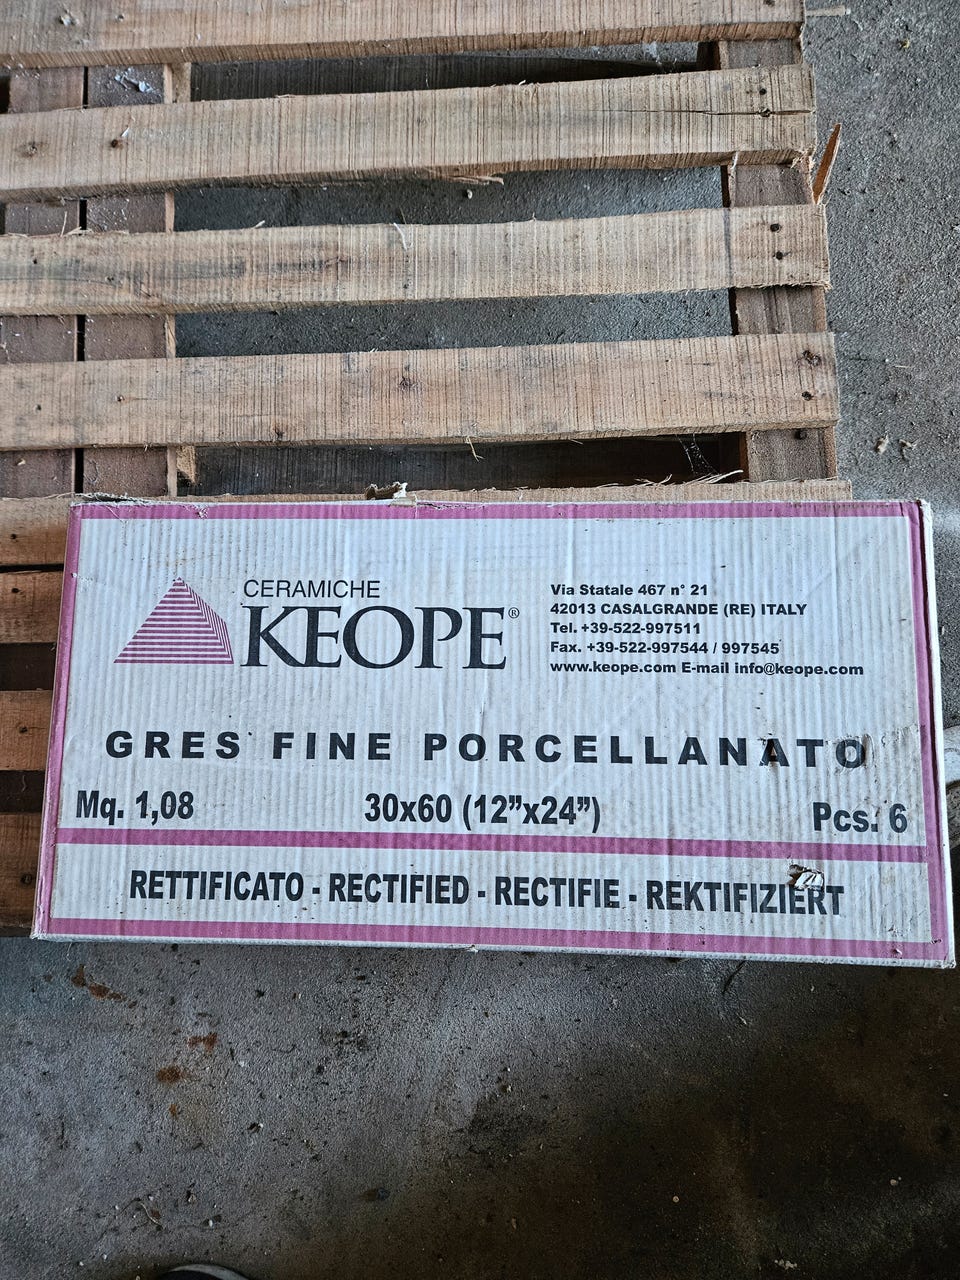 CERAMICHE
KEOPE®
Via Statale 467 n° 21
42013 CASALGRANDE (RE) ITALY
Tel. +39-522-997511
Fax. +39-522-997544 / 997545
www.keope.com E-mail info@keope.com
GRES FINE PORCELLANATO
Mq. 1,08 30x60 (12”x24”) Pcs. 6
RETTIFICATO - RECTIFIED - RECTIFIE - REKTIFIZIERT